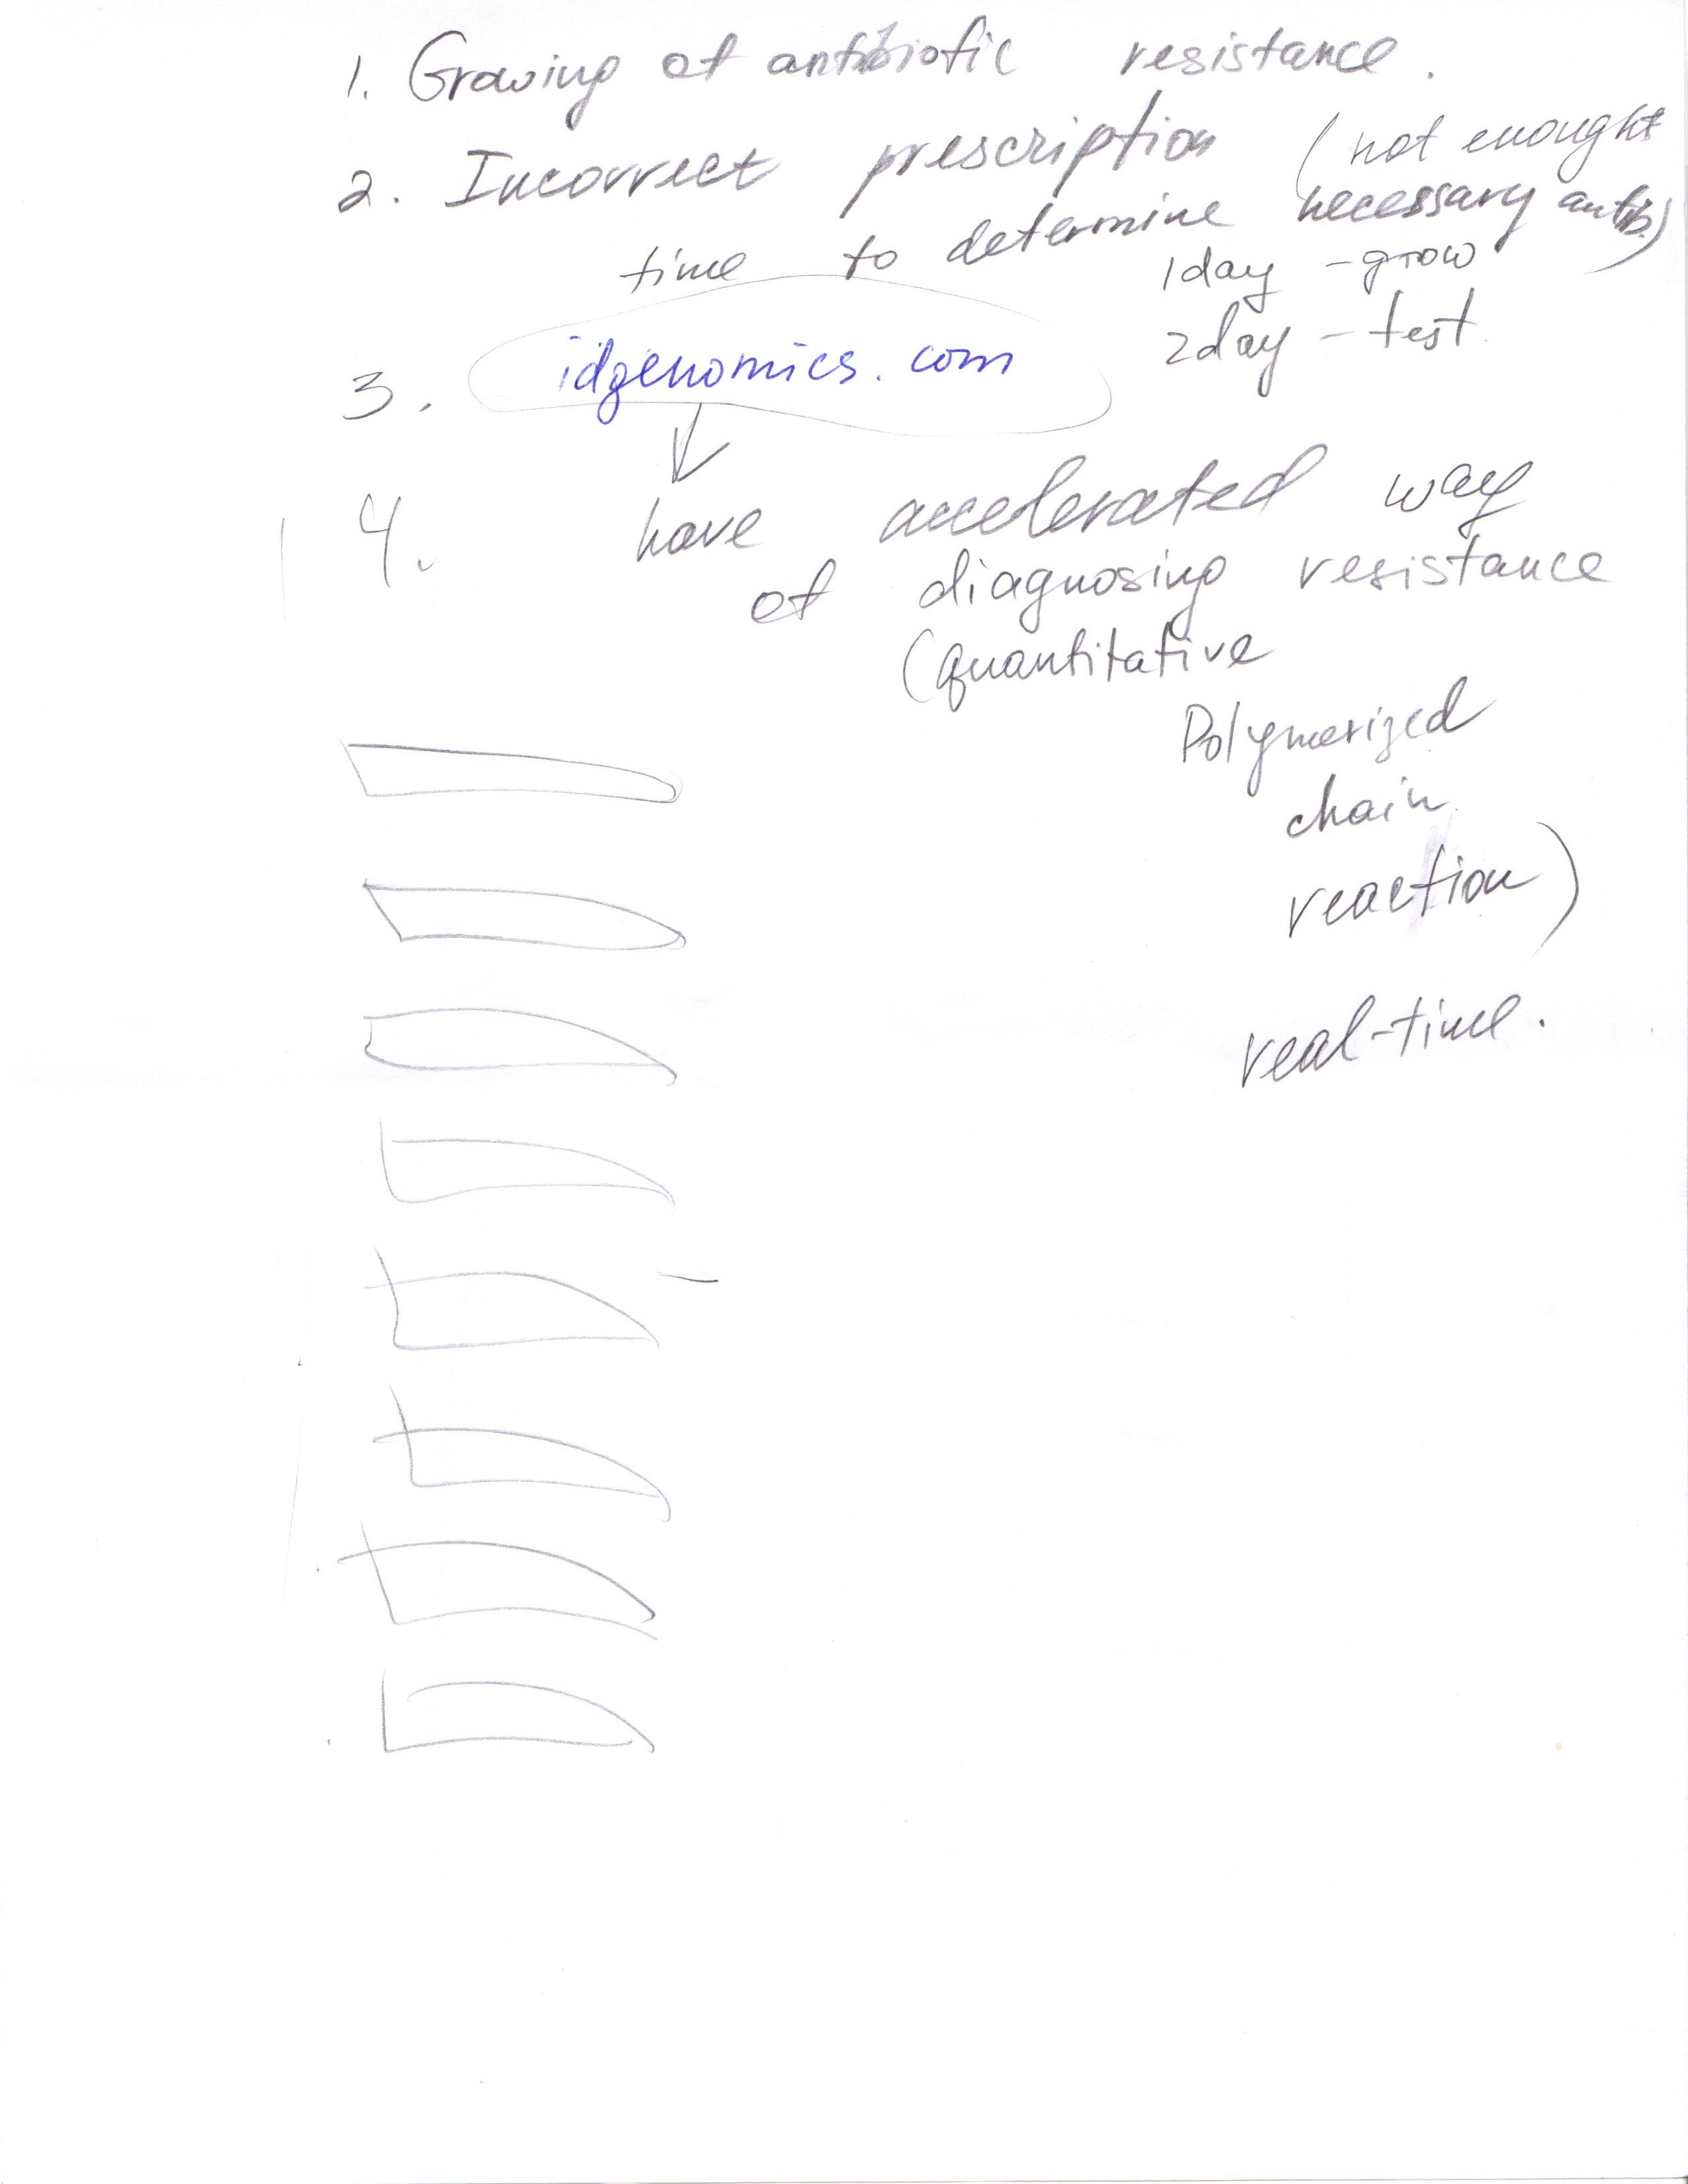 1. Growing of antibiotic resistance.
2. Incorrect prescription (not enought
time to determine necessary antib.)
1day - grow
2day - test.
3. idgenomics.com
4. have accelerated way
of diagnosing resistance
(quantitative
Polymerized
chain
reaction)
real-time.